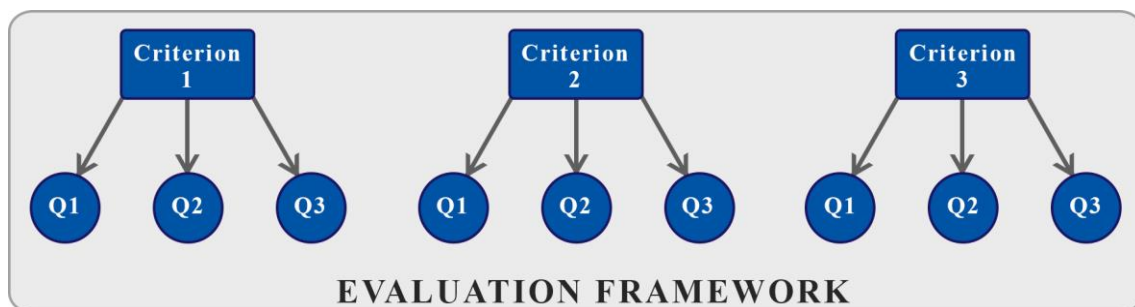 Criterion
1
Criterion
2
Criterion
3
Q1
Q2
Q3
Q1
Q2
Q3
Q1
Q2
Q3
EVALUATION FRAMEWORK